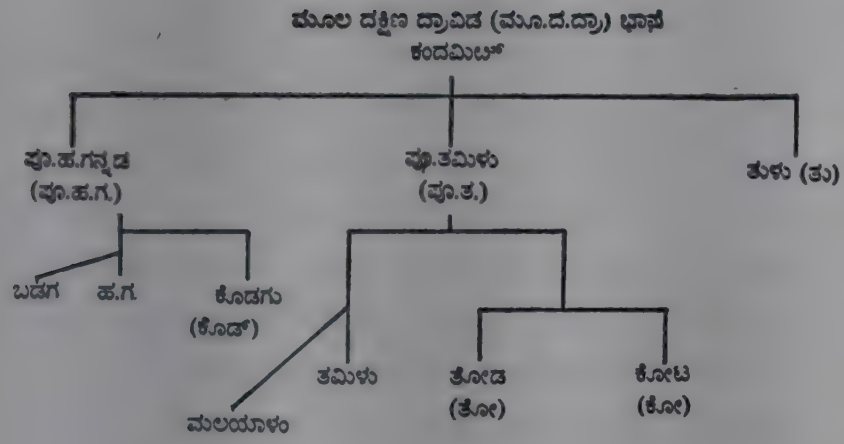 ಮೂಲ ದಕ್ಷಿಣ ದ್ರಾವಿಡ (ಮೂ.ದ.ದ್ರಾ) ಭಾಷೆ
ಕಂದಮಿೞ್
ಪೂ.ಹ.ಗನ್ನಡ
(ಪೂ.ಹ.ಗ.)
ಪೂ.ತಮಿಳು
(ಪೂ.ತ.)
ತುಳು (ತು)
ಬಡಗ
ಹ.ಗ.
ಕೊಡಗು
(ಕೊಡ್)
ತಮಿಳು
ಮಲಯಾಳಂ
ತೋಡ
(ತೋ)
ಕೋಟ
(ಕೋ)